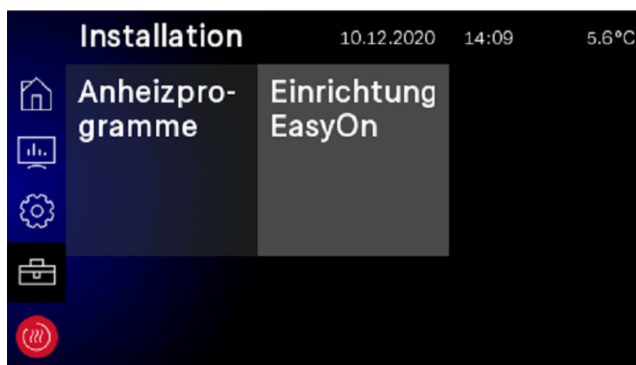 Installation 10.12.2020 14:09 5.6°C
Anheizpro-
gramme
Einrichtung
EasyOn